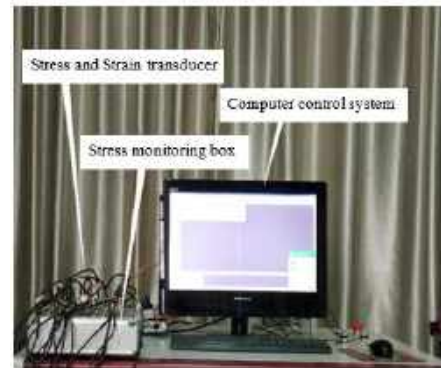 Stress and Strain transducer
Computer control system
Stress monitoring box